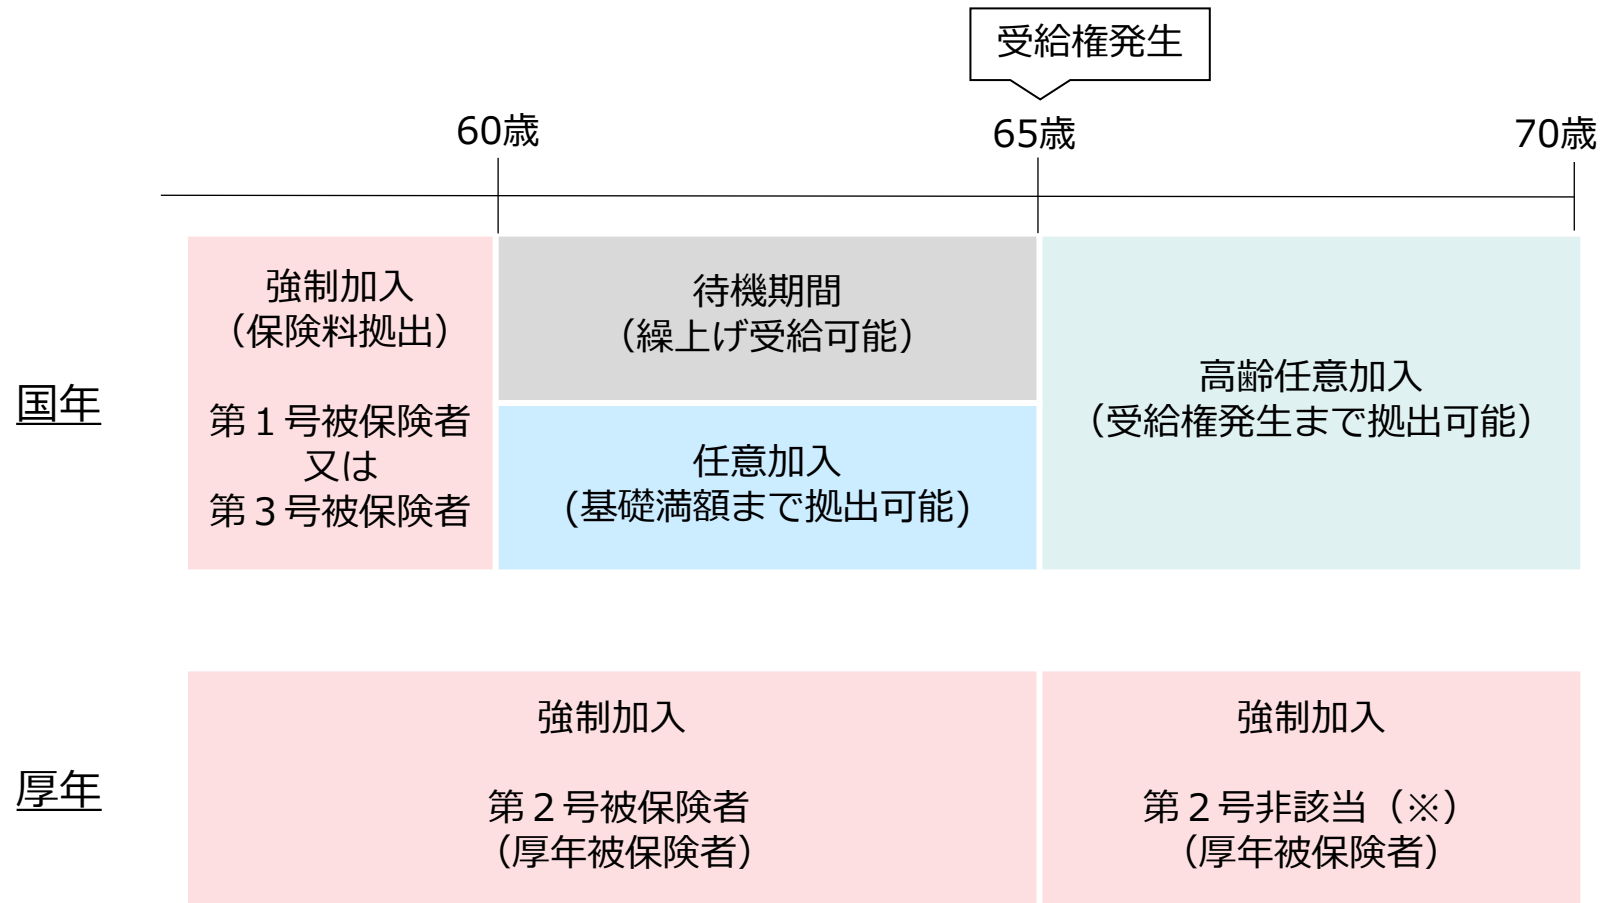 受給権発生
60歳
65歳
70歳
国年
強制加入
（保険料拠出）
第１号被保険者
又は
第３号被保険者
待機期間
（繰上げ受給可能）
任意加入
(基礎満額まで拠出可能)
高齢任意加入
（受給権発生まで拠出可能）
厚年
強制加入
第２号被保険者
（厚年被保険者）
強制加入
第２号非該当（※）
（厚年被保険者）